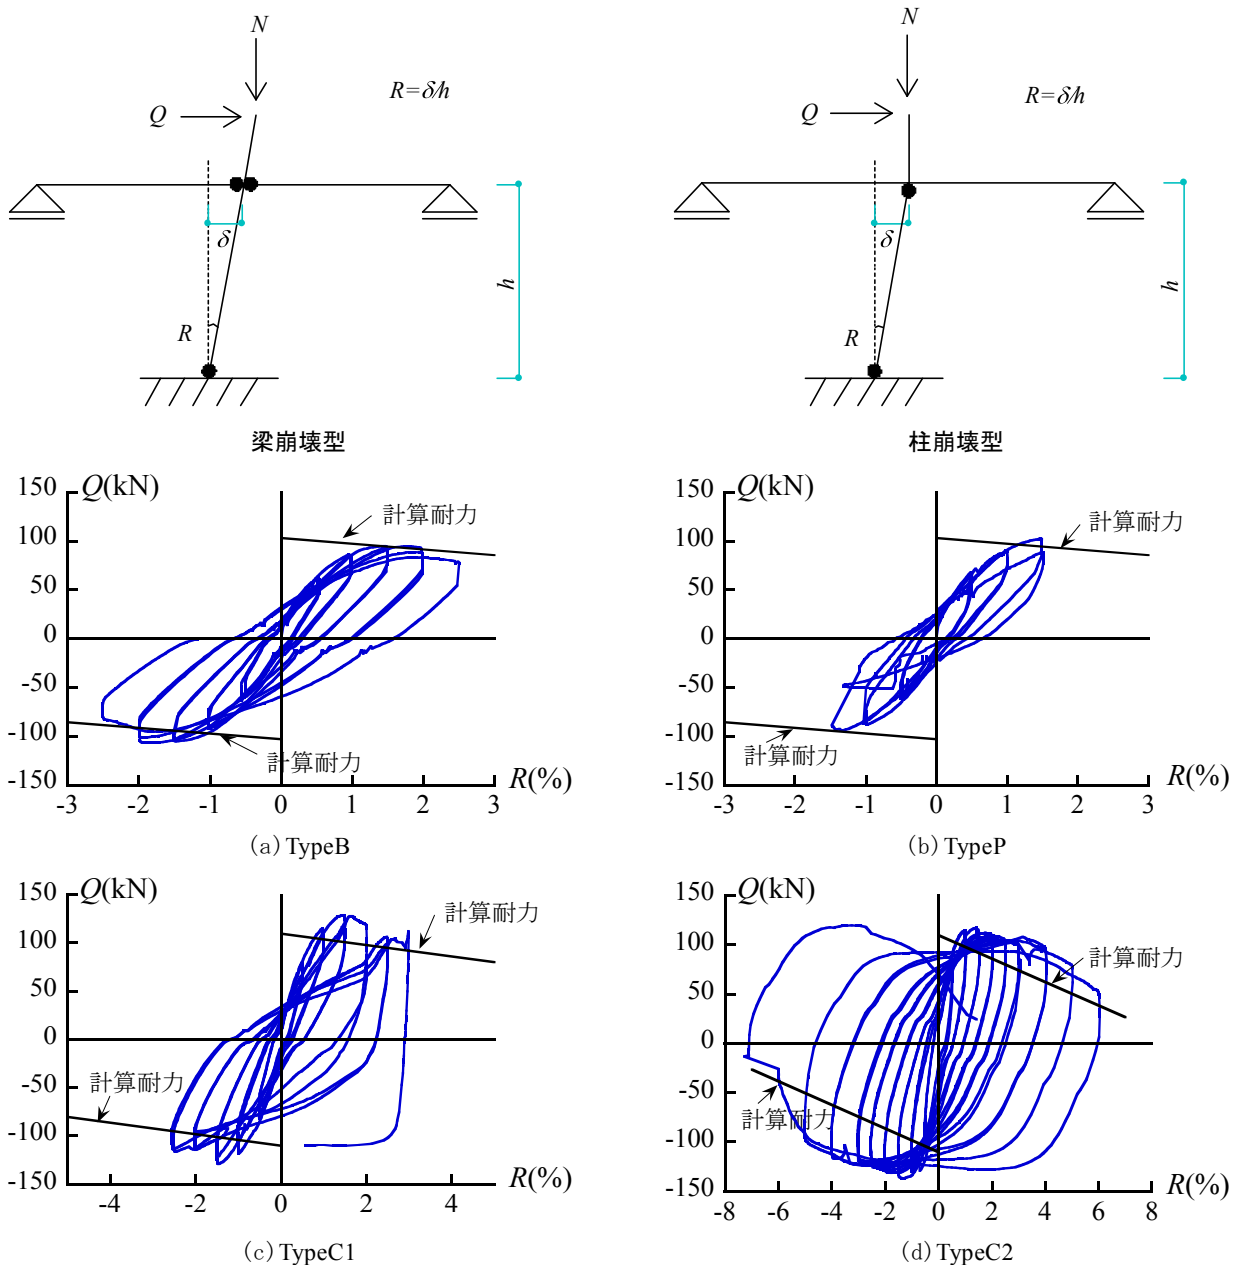 N
Q
R=δ/h
δ
h
R
梁崩壊型
N
Q
R=δ/h
δ
h
R
柱崩壊型
Q(kN)
150
100
50
0
-50
-100
-150
計算耐力
計算耐力
-3 -2 -1 0 1 2 3
R(%)
(a) TypeB
Q(kN)
150
100
50
0
-50
-100
-150
計算耐力
計算耐力
-3 -2 -1 0 1 2 3
R(%)
(b) TypeP
Q(kN)
150
100
50
0
-50
-100
-150
計算耐力
計算耐力
-4 -2 0 2 4
R(%)
(c) TypeC1
Q(kN)
150
100
50
0
-50
-100
-150
計算耐力
計算耐力
-8 -6 -4 -2 0 2 4 6 8
R(%)
(d) TypeC2